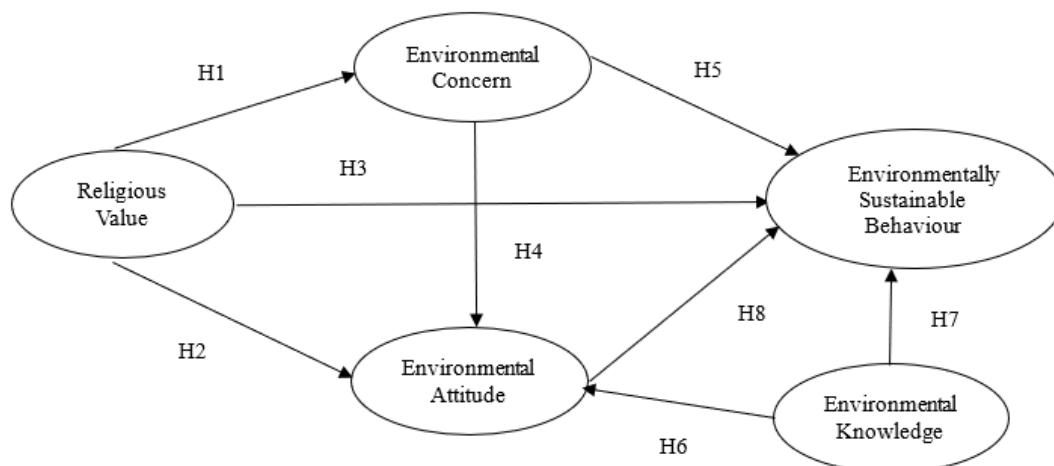 Environmental
Concern
H1
H5
H3
Religious
Value
Environmentally
Sustainable
Behaviour
H4
H2
H8
H7
Environmental
Attitude
Environmental
Knowledge
H6